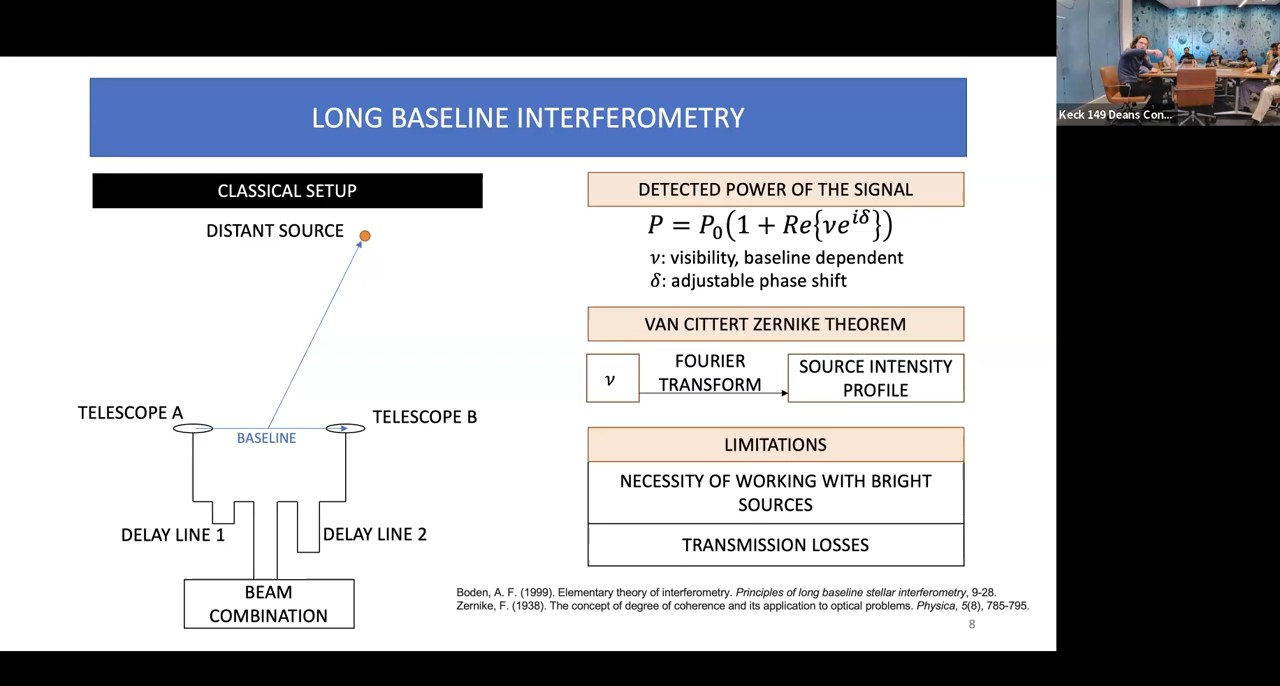 LONG BASELINE INTERFEROMETRY
CLASSICAL SETUP
DISTANT SOURCE
TELESCOPE A
TELESCOPE B
BASELINE
DELAY LINE 1
DELAY LINE 2
BEAM
COMBINATION
DETECTED POWER OF THE SIGNAL
P = P₀(1 + Re{νe^{iδ}})
ν: visibility, baseline dependent
δ: adjustable phase shift
VAN CITTERT ZERNIKE THEOREM
ν
FOURIER
TRANSFORM
SOURCE INTENSITY
PROFILE
LIMITATIONS
NECESSITY OF WORKING WITH BRIGHT
SOURCES
TRANSMISSION LOSSES
Boden, A. F. (1999). Elementary theory of interferometry. Principles of long baseline stellar interferometry, 9-28.
Zernike, F. (1938). The concept of degree of coherence and its application to optical problems. Physica, 5(8), 785-795.
8
Keck 149 Deans Con...